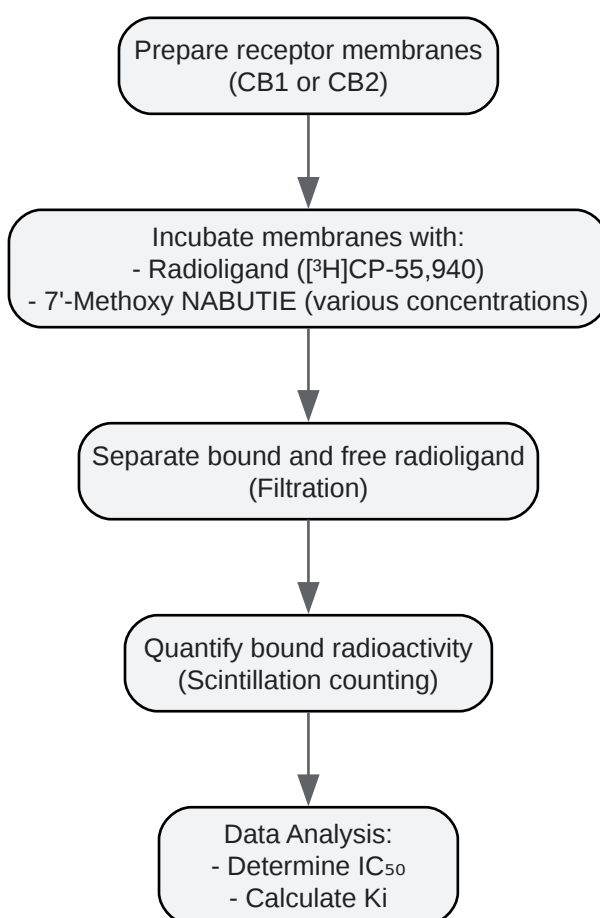 Prepare receptor membranes
(CB1 or CB2)
Incubate membranes with:
- Radioligand ([³H]CP-55,940)
- 7'-Methoxy NABUTIE (various concentrations)
Separate bound and free radioligand
(Filtration)
Quantify bound radioactivity
(Scintillation counting)
Data Analysis:
- Determine IC₅₀
- Calculate Ki